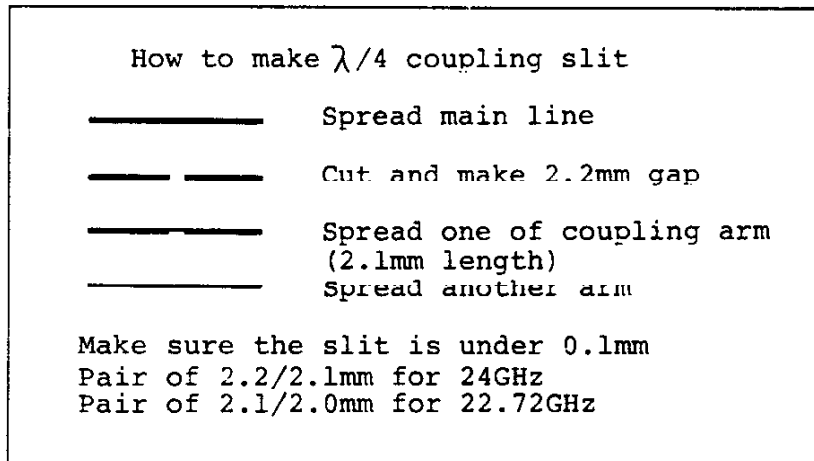 How to make λ/4 coupling slit
Spread main line
Cut and make 2.2mm gap
Spread one of coupling arm
(2.1mm length)
Spread another arm
Make sure the slit is under 0.1mm
Pair of 2.2/2.1mm for 24GHz
Pair of 2.1/2.0mm for 22.72GHz